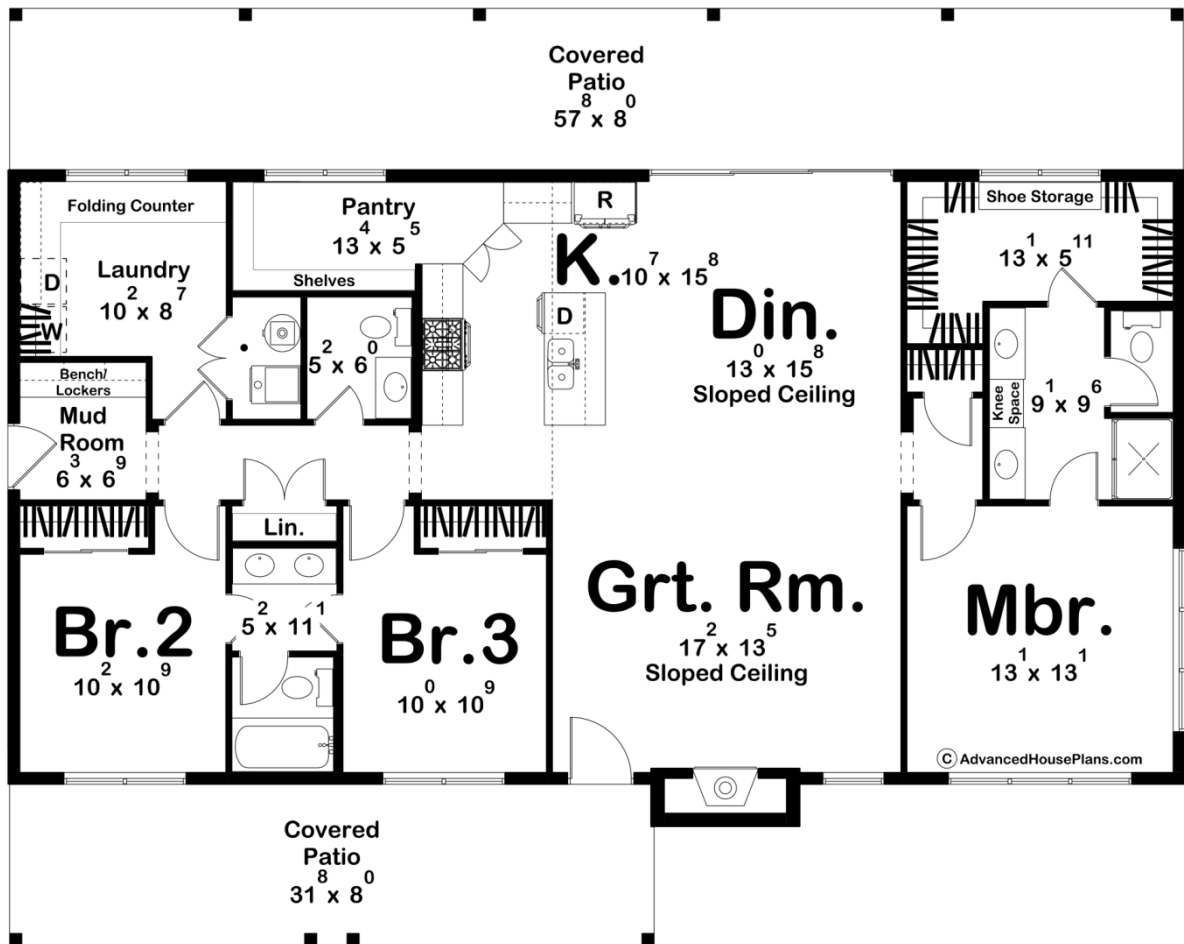 Covered
Patio
57⁸ x 8⁰
Folding Counter
Pantry
13⁴ x 5⁵
Shelves
R
Shoe Storage
13¹ x 5¹¹
Laundry
10² x 8⁷
D
W
K. 10⁷ x 15⁸
D
Din.
13⁰ x 15⁸
Sloped Ceiling
5² x 6⁰
Bench/
Lockers
Mud
Room
6³ x 6⁹
Knee
Space
9¹ x 9⁶
Lin.
Br.2
10² x 10⁹
5² x 11¹
Br.3
10⁰ x 10⁹
Grt. Rm.
17² x 13⁵
Sloped Ceiling
Mbr.
13¹ x 13¹
© AdvancedHousePlans.com
Covered
Patio
31⁸ x 8⁰